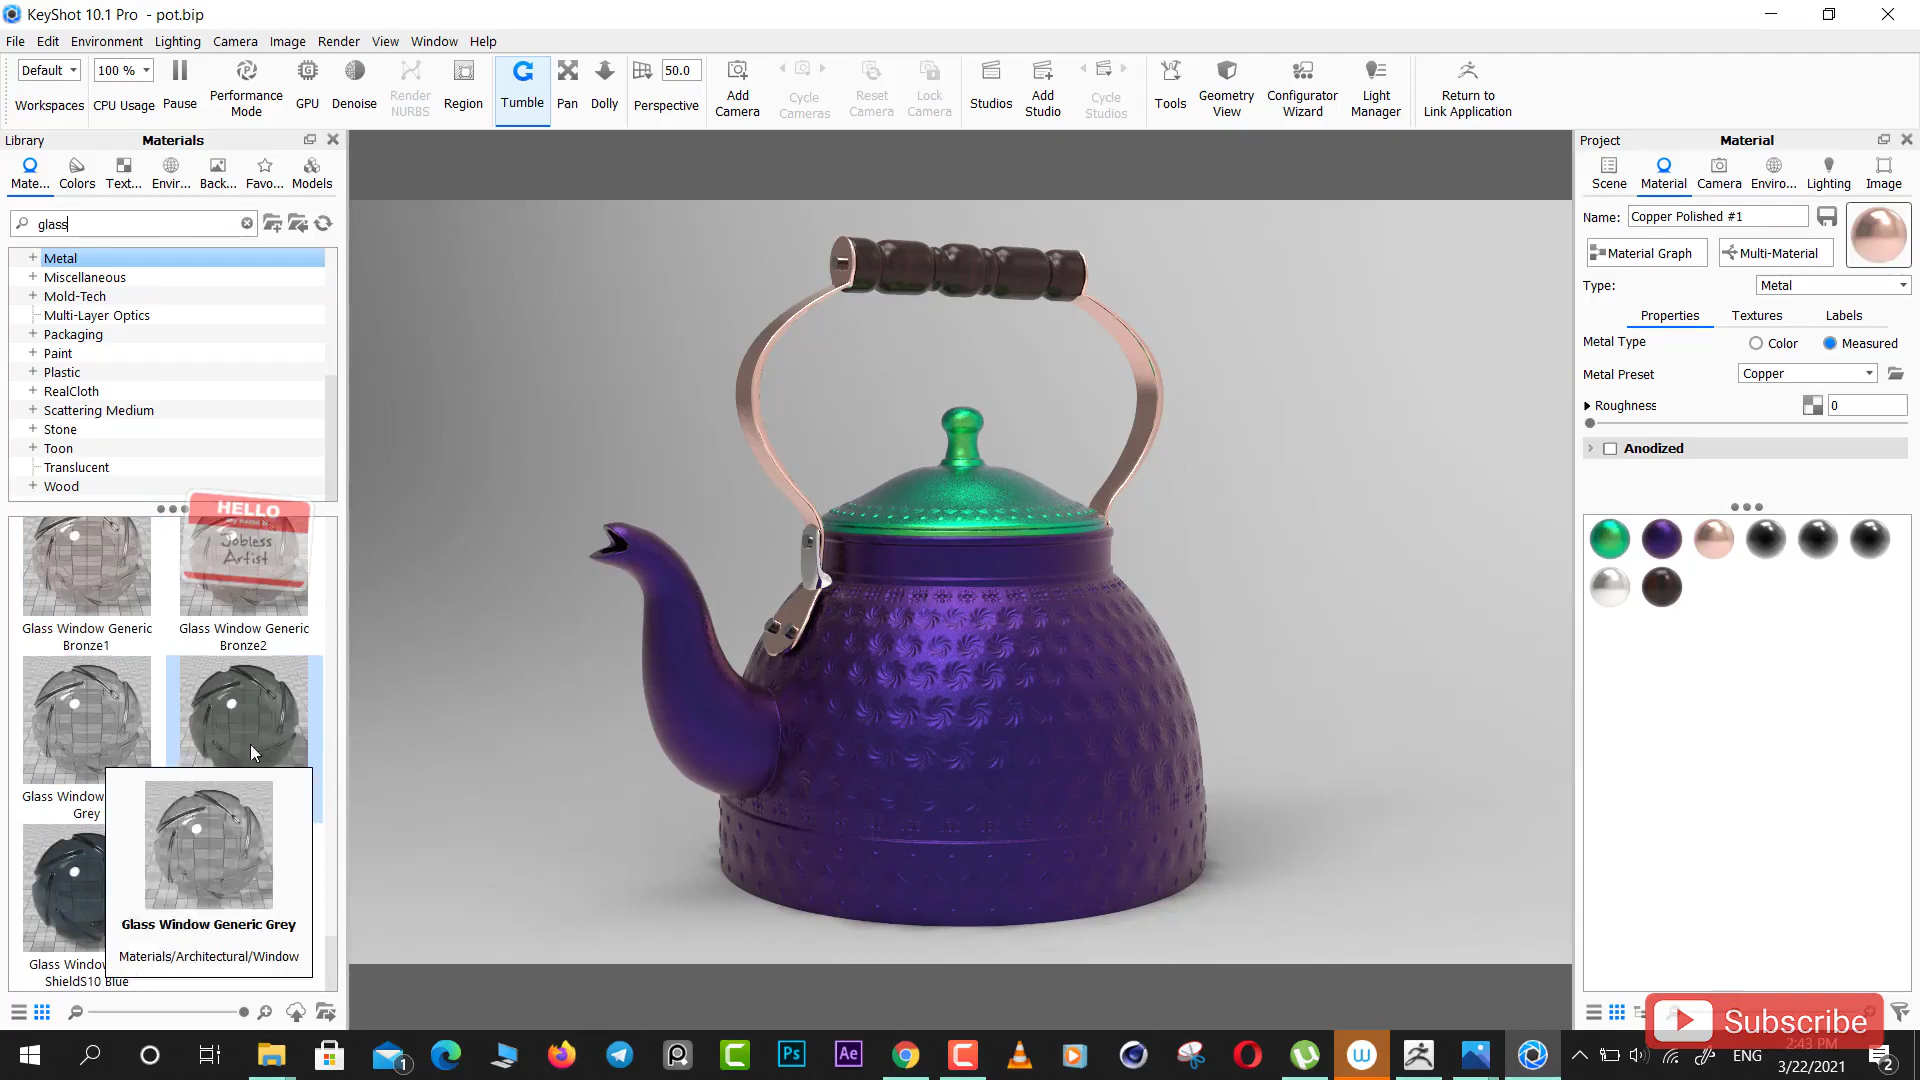 KeyShot 10.1 Pro - pot.bip
File Edit Environment Lighting Camera Image Render View Window Help
Default 100 % 50.0
Workspaces CPU Usage Pause Performance Mode GPU Denoise Render NURBS Region Tumble Pan Dolly Perspective Add Camera Cycle Cameras Reset Camera Lock Camera Studios Add Studio Cycle Studios Tools Geometry View Configurator Wizard Light Manager Return to Link Application
Library Materials
Mate... Colors Text... Envir... Back... Favo... Models
glass
Metal
Miscellaneous
Mold-Tech
Multi-Layer Optics
Packaging
Paint
Plastic
RealCloth
Scattering Medium
Stone
Toon
Translucent
Wood
HELLO
my name is
Jobless
Artist
Glass Window Generic Bronze1
Glass Window Generic Bronze2
Glass Window
Grey
Glass Window Generic Grey
Materials/Architectural/Window
ShieldS10 Blue
Project Material
Scene Material Camera Enviro... Lighting Image
Name: Copper Polished #1
Material Graph Multi-Material
Type: Metal
Properties Textures Labels
Metal Type Color Measured
Metal Preset Copper
Roughness 0
Anodized
Subscribe
1 Ps Ae W ENG 2:43 PM
3/22/2021 2